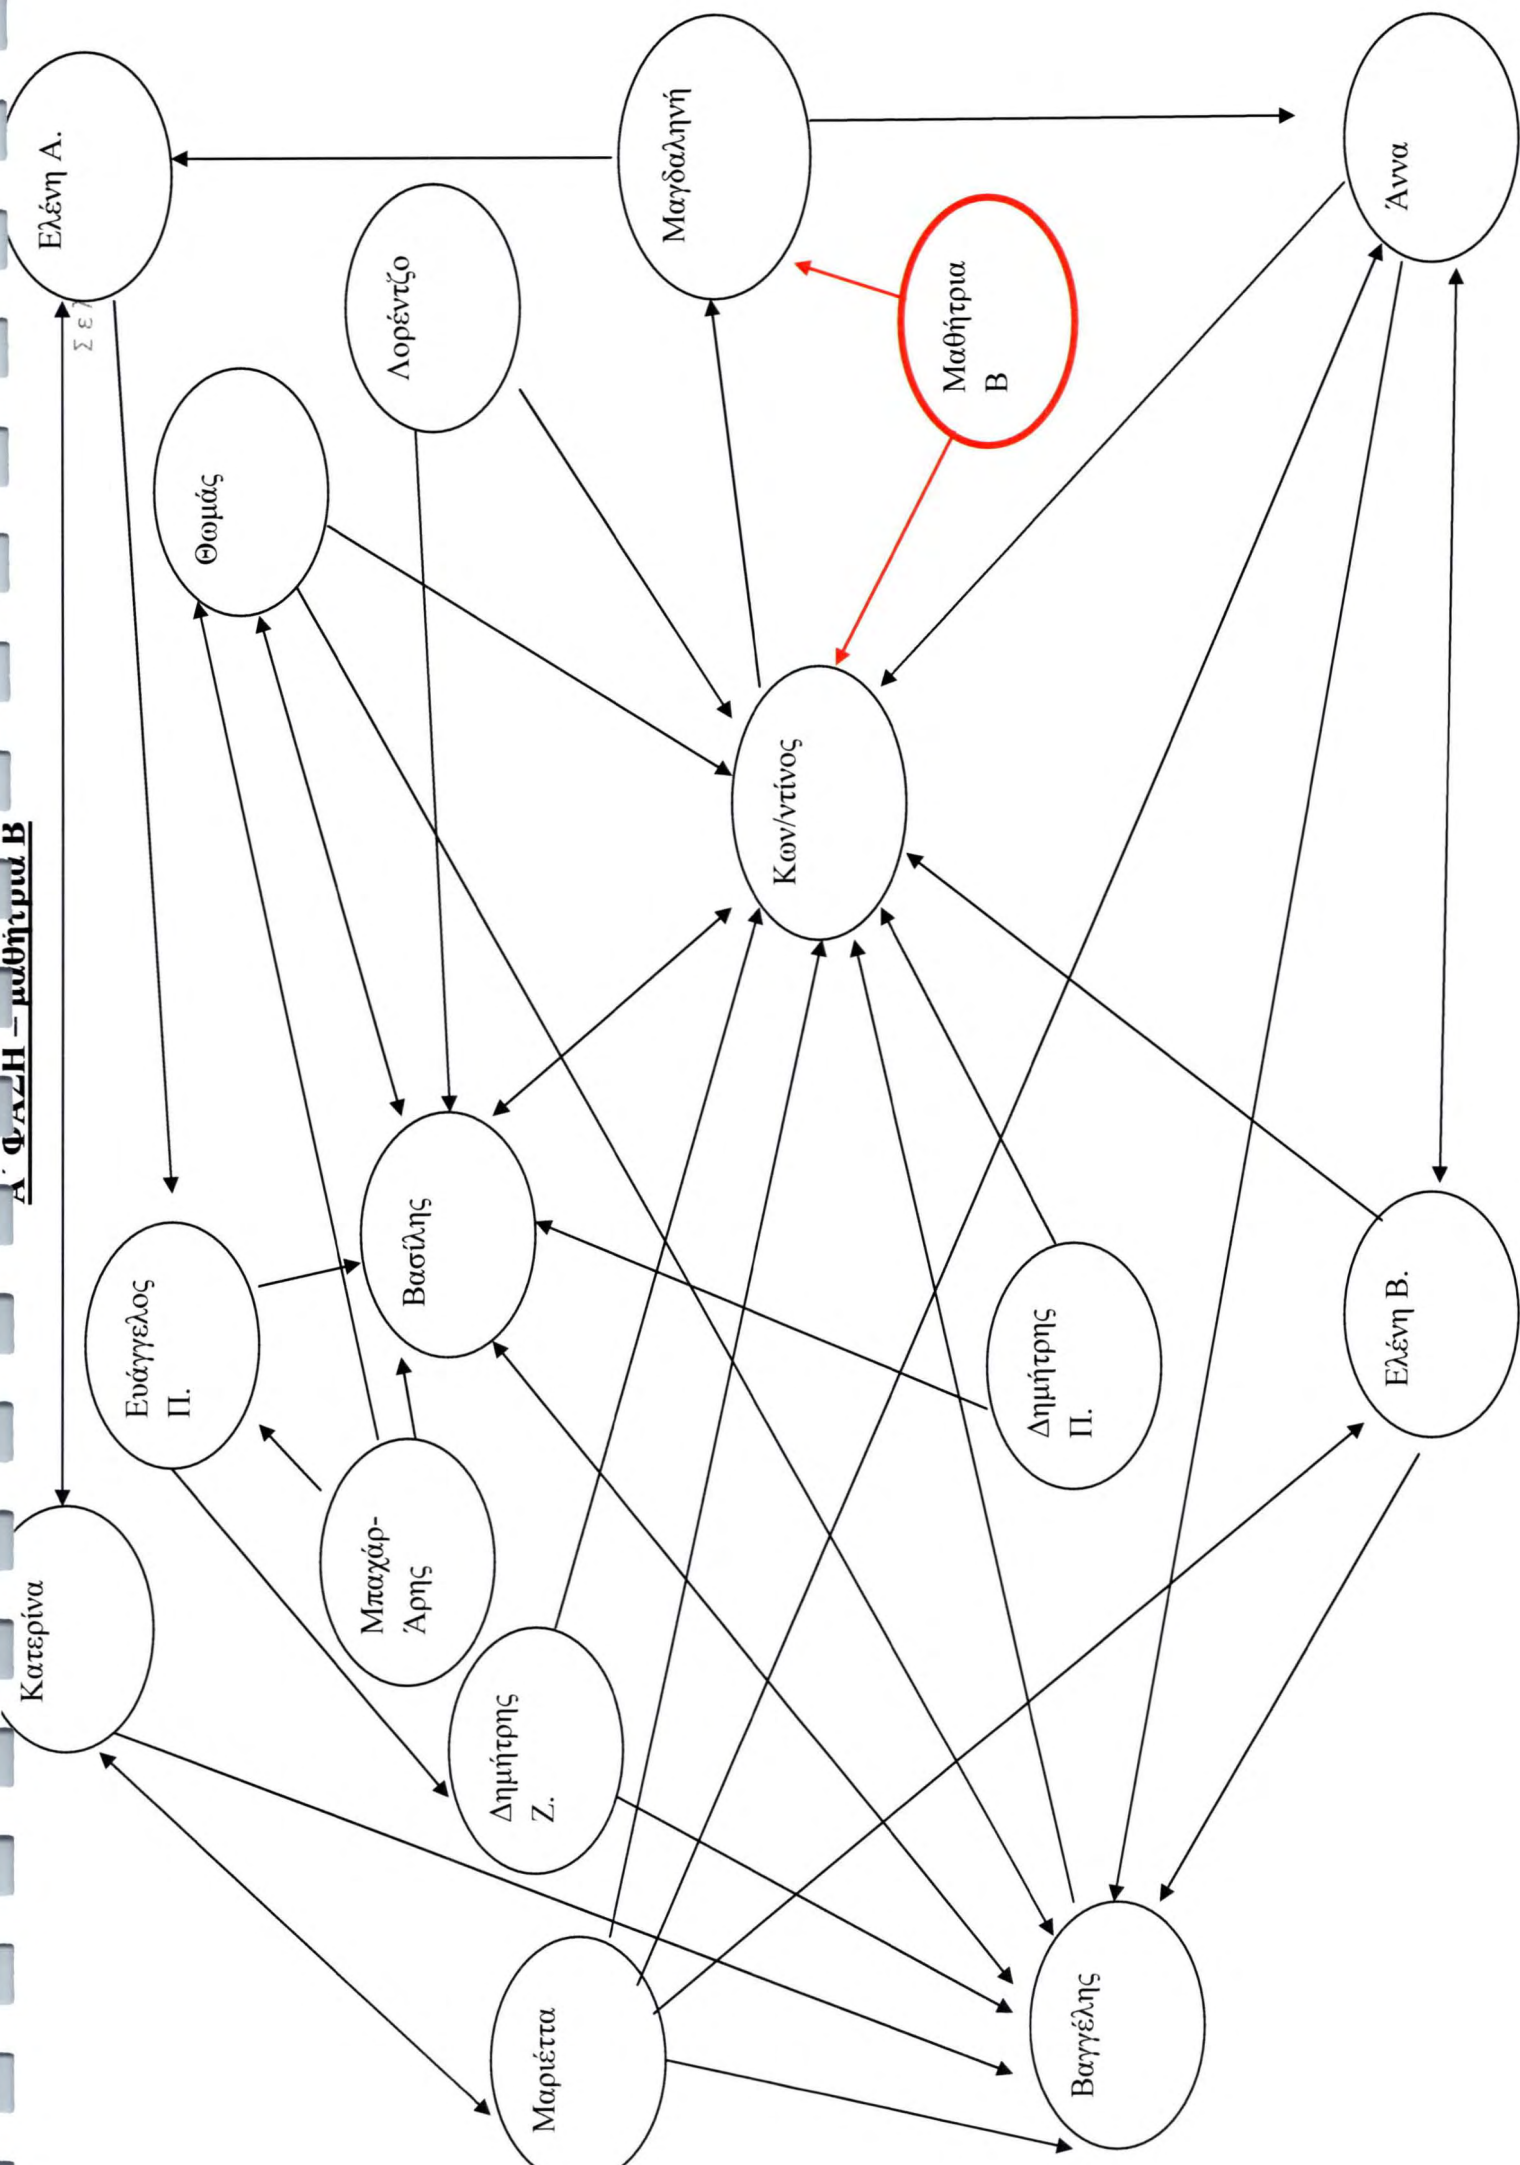 Α΄ ΦΑΣΗ – μαθήτρια Β
Κατερίνα
Ελένη Α.
Σελ
Ευάγγελος
Π.
Θωμάς
Μπαχάρ-
Άρης
Βασίλης
Λορέντζο
Δημήτρης
Ζ.
Μαριέττα
Μαγδαληνή
Κων/ντίνος
Μαθήτρια
Β
Δημήτρης
Π.
Βαγγέλης
Ελένη Β.
Άννα